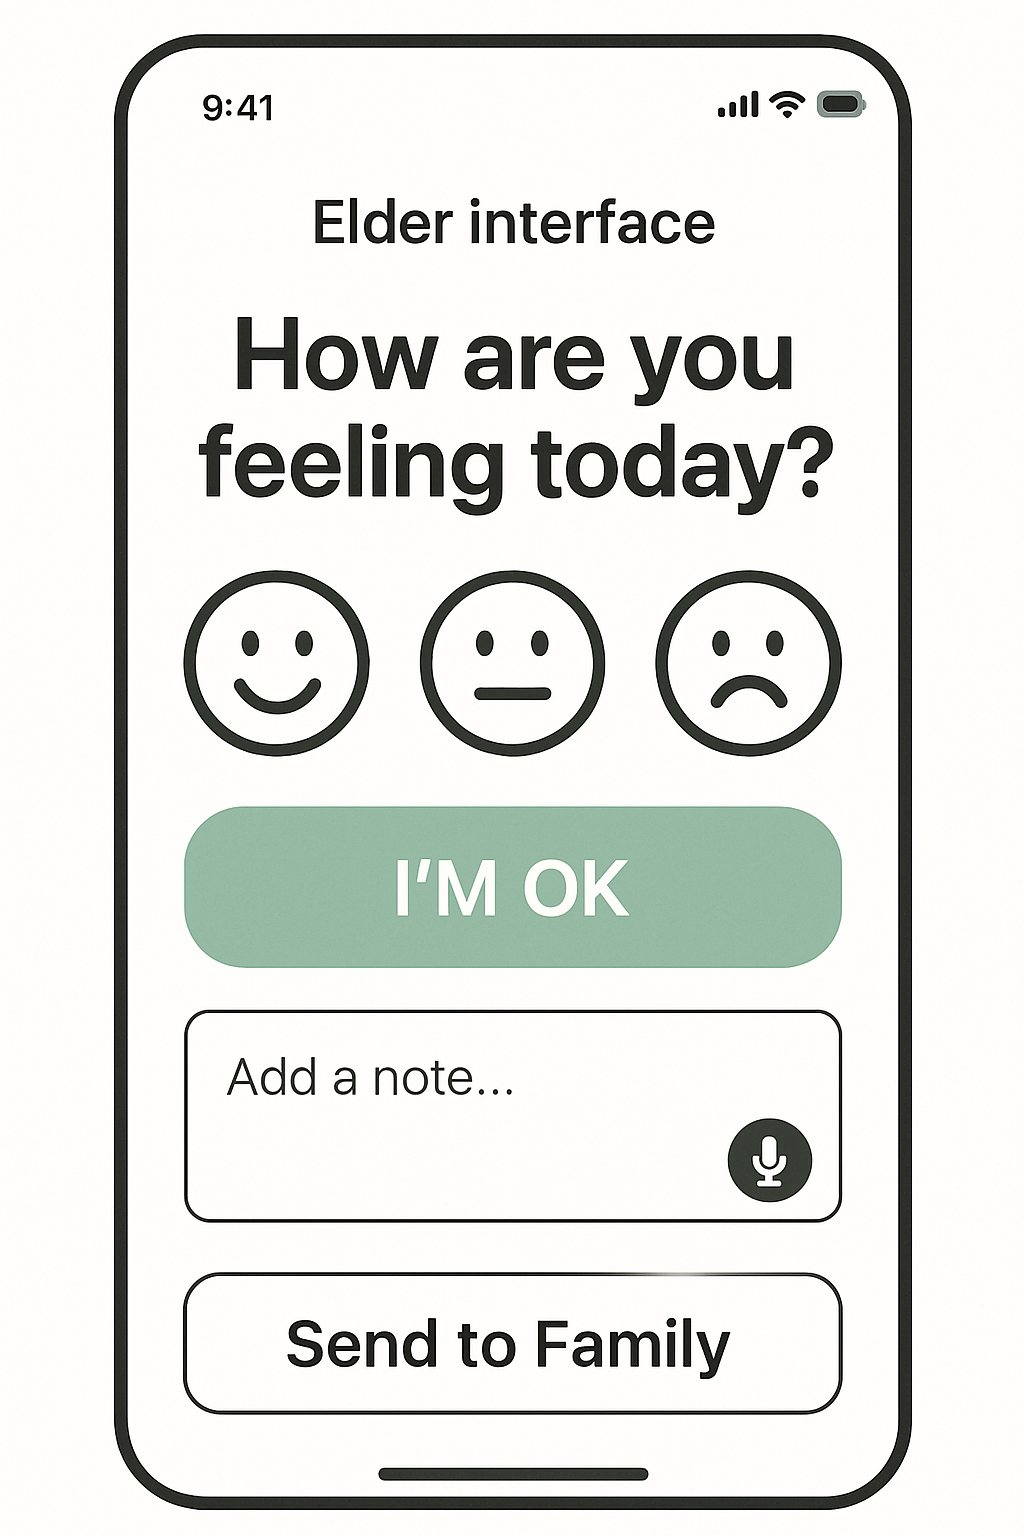 9:41
Elder interface
How are you
feeling today?
I’M OK
Add a note...
Send to Family